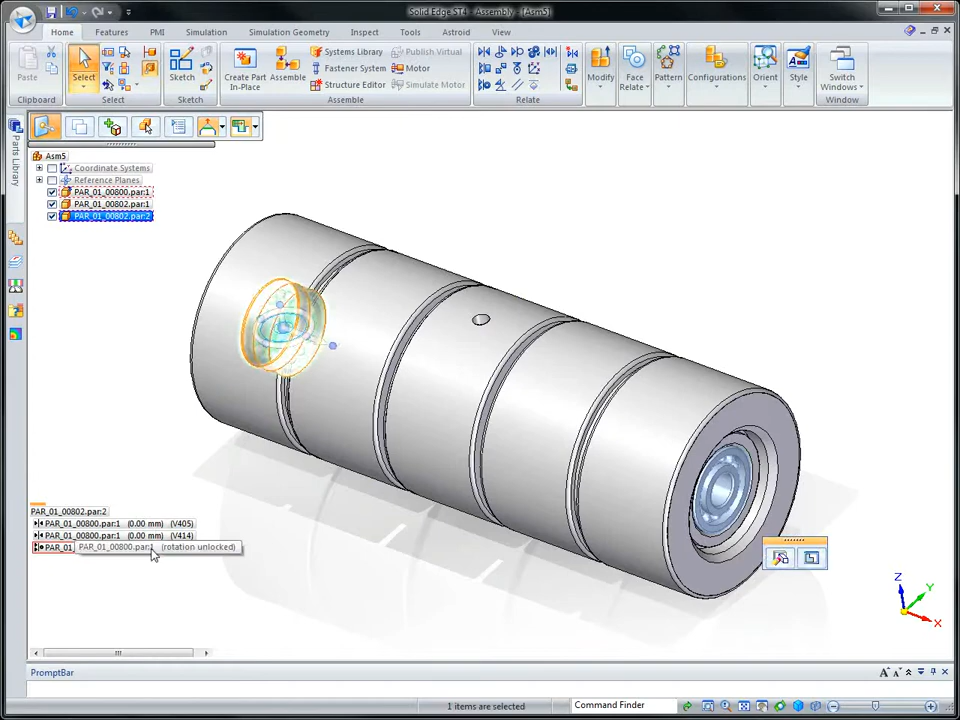 Solid Edge ST4 - Assembly - [Asm5]
Home Features PMI Simulation Simulation Geometry Inspect Tools Astroid View
Paste
Clipboard
Select
Select
Sketch
Sketch
Create Part In-Place
Assemble
Systems Library
Fastener System
Structure Editor
Publish Virtual
Motor
Simulate Motor
Assemble
Relate
Modify
Face Relate
Pattern
Configurations
Orient
Style
Switch Windows
Window
Parts Library
Asm5
Coordinate Systems
Reference Planes
PAR_01_00800.par:1
PAR_01_00802.par:1
PAR_01_00802.par:2
PAR_01_00802.par:2
PAR_01_00800.par:1 (0.00 mm) (V405)
PAR_01_00800.par:1 (0.00 mm) (V414)
PAR_01 PAR_01_00800.par:1 (rotation unlocked)
Z
Y
X
PromptBar
1 items are selected
Command Finder